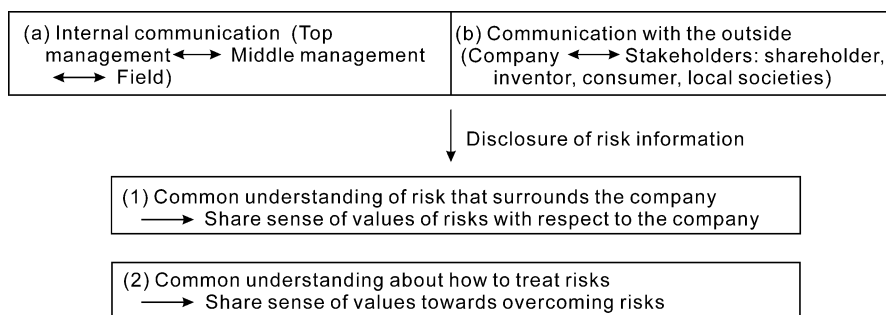 (a) Internal communication (Top
management ⟷ Middle management
⟷ Field)
(b) Communication with the outside
(Company ⟷ Stakeholders: shareholder,
inventor, consumer, local societies)
Disclosure of risk information
(1) Common understanding of risk that surrounds the company
⟶ Share sense of values of risks with respect to the company
(2) Common understanding about how to treat risks
⟶ Share sense of values towards overcoming risks